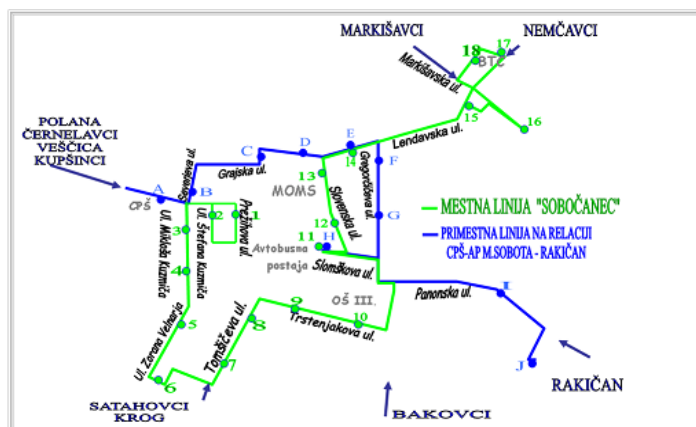 MARKIŠAVCI
NEMČAVCI
17
18
BTC
Markišavska ul.
15
16
Lendavska ul.
POLANA
ČERNELAVCI
VEŠČICA
KUPŠINCI
E
D
C
14
F
Grajska ul.
Gregorčičeva ul.
13
MOMS
Slovenska ul.
A
B
CPŠ
2
1
Prežihova ul.
Ul. Štefana Kuzmiča
Ul. Mikloša Kuzmiča
3
4
12
G
11
H
Avtobusna
postaja
Slomškova ul.
MESTNA LINIJA "SOBOČANEC"
PRIMESTNA LINIJA NA RELACIJI
CPŠ-AP M.SOBOTA - RAKIČAN
OŠ III.
Panonska ul.
I
9
8
10
Trstenjakova ul.
5
Ul. Zorana Velnarja
Tomšičeva ul.
7
6
J
RAKIČAN
SATAHOVCI
KROG
BAKOVCI